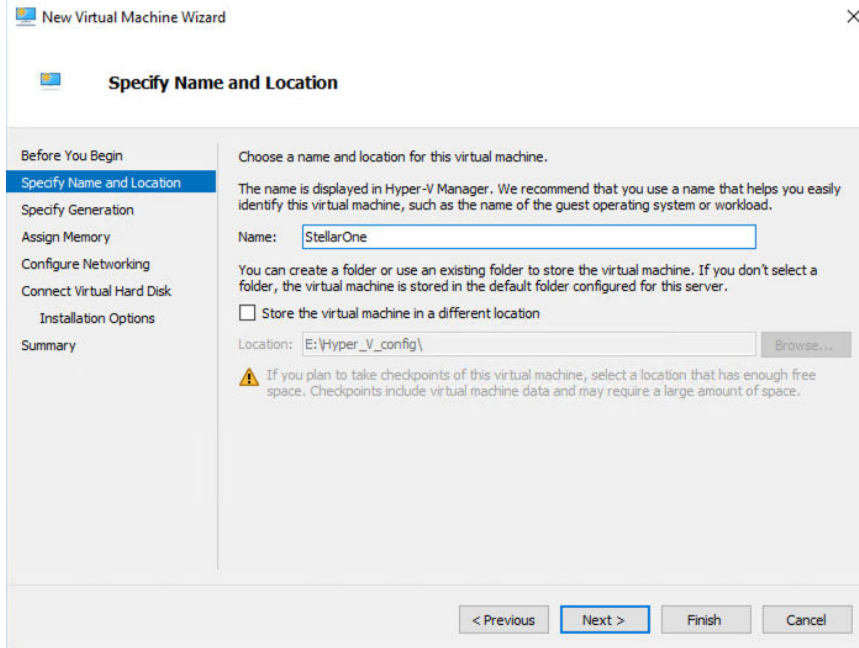 New Virtual Machine Wizard
Specify Name and Location
Before You Begin
Specify Name and Location
Specify Generation
Assign Memory
Configure Networking
Connect Virtual Hard Disk
Installation Options
Summary
Choose a name and location for this virtual machine.
The name is displayed in Hyper-V Manager. We recommend that you use a name that helps you easily
identify this virtual machine, such as the name of the guest operating system or workload.
Name: StellarOne
You can create a folder or use an existing folder to store the virtual machine. If you don't select a
folder, the virtual machine is stored in the default folder configured for this server.
Store the virtual machine in a different location
Location: E:\Hyper_V_config\ Browse...
If you plan to take checkpoints of this virtual machine, select a location that has enough free
space. Checkpoints include virtual machine data and may require a large amount of space.
< Previous Next > Finish Cancel